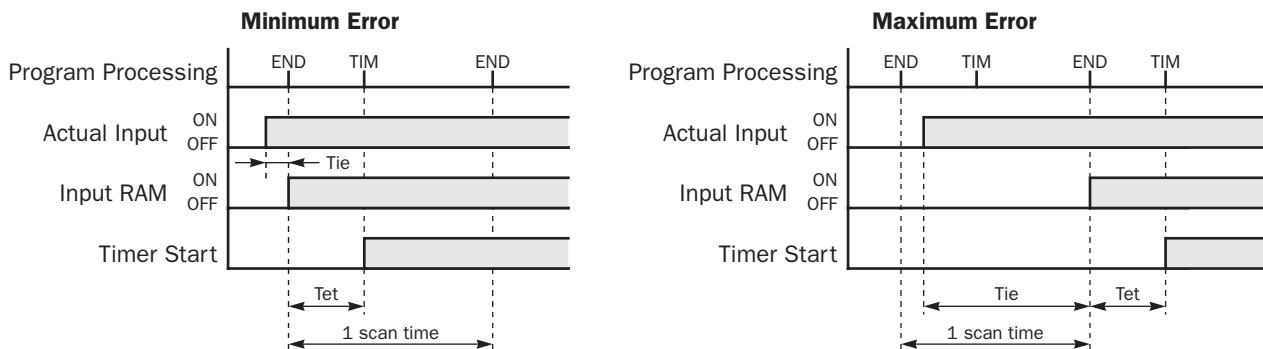 Minimum Error
Program Processing
END TIM END
Actual Input
ON
OFF
Tie
Input RAM
ON
OFF
Timer Start
Tet
1 scan time
Maximum Error
Program Processing
END TIM END TIM
Actual Input
ON
OFF
Input RAM
ON
OFF
Timer Start
Tie Tet
1 scan time